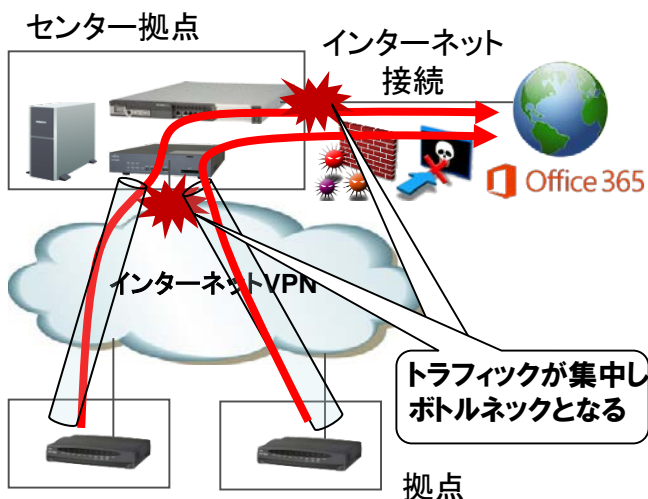 センター拠点
インターネット
接続
Office 365
インターネットVPN
トラフィックが集中し
ボトルネックとなる
拠点